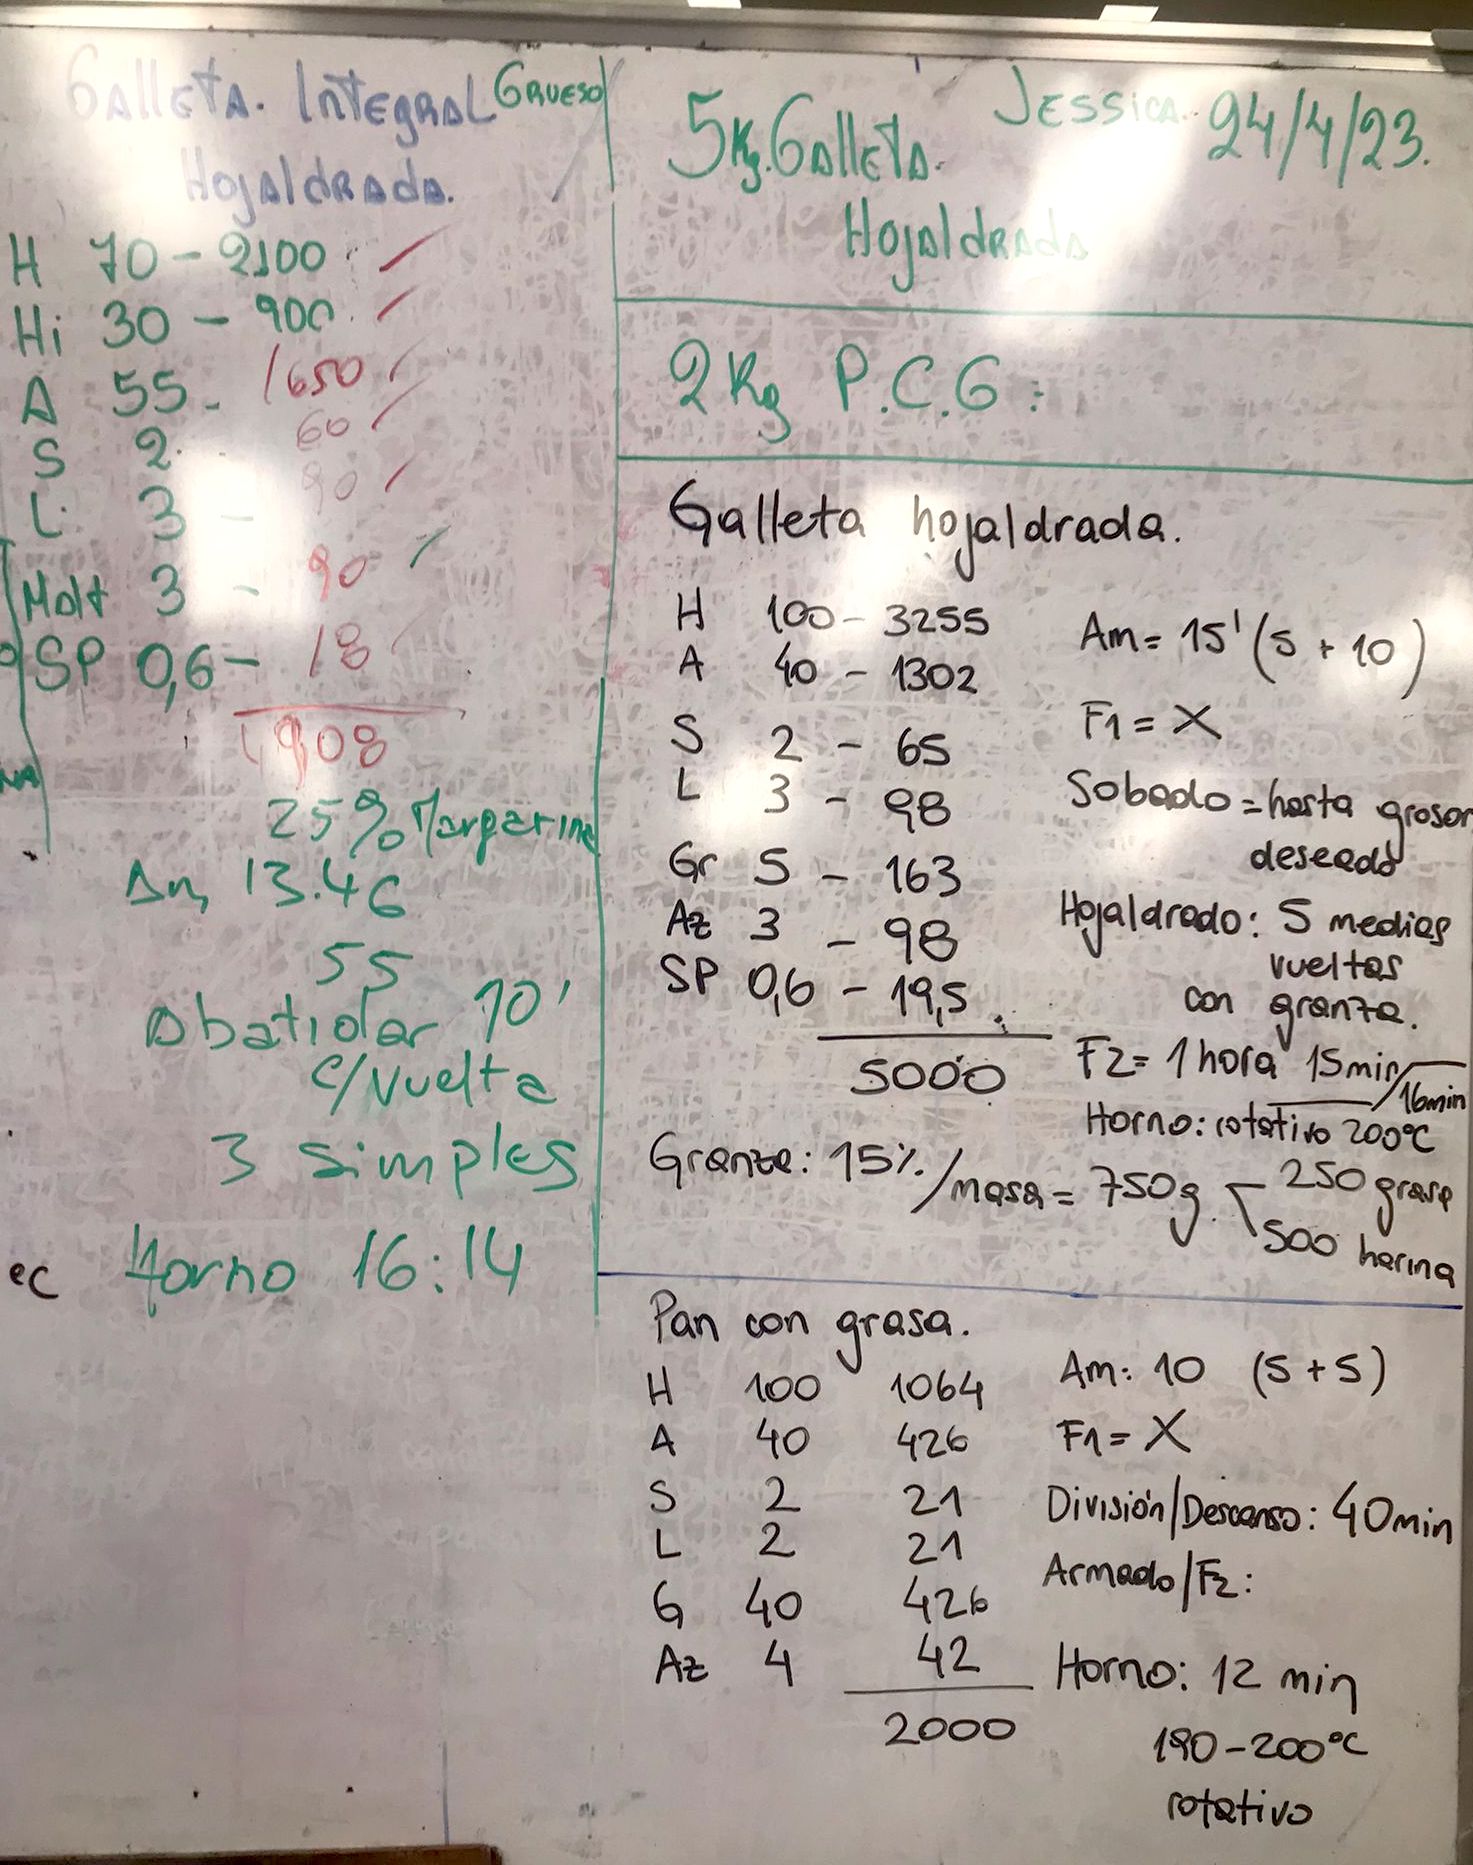 Galleta. Integral Grueso
Hojaldrada.
H 70 - 2100
Hi 30 - 900
A 55 - 1650
S 2 60
L 3 - 90
Malt 3 - 90
SP 0,6 - 18
4908
25% Margarina
Am 13.46
55
Abatidor 10'
c/vuelta
3 simples
Horno 16:14
ec
Jessica 24/4/23.
5Kg. Galleta.
Hojaldrada
2Kg P.C.G:
Galleta hojaldrada.
H 100 - 3255
A 40 - 1302
S 2 - 65
L 3 - 98
Gr 5 - 163
Az 3 - 98
SP 0,6 - 19,5
5000
Am = 15' (5 + 10)
F1 = X
Sobado = hasta grosor
deseado
Hojaldrado: 5 medias
vueltas
con granza.
F2 = 1 hora 15min/16min
Horno: rotativo 200°C
Granza: 15%/masa = 750g.
250 grasa
500 harina
Pan con grasa.
H 100 1064
A 40 426
S 2 21
L 2 21
G 40 426
Az 4 42
2000
Am: 10 (5 + 5)
F1 = X
División/Descanso: 40min
Armado/F2:
Horno: 12 min
190-200°C
rotativo